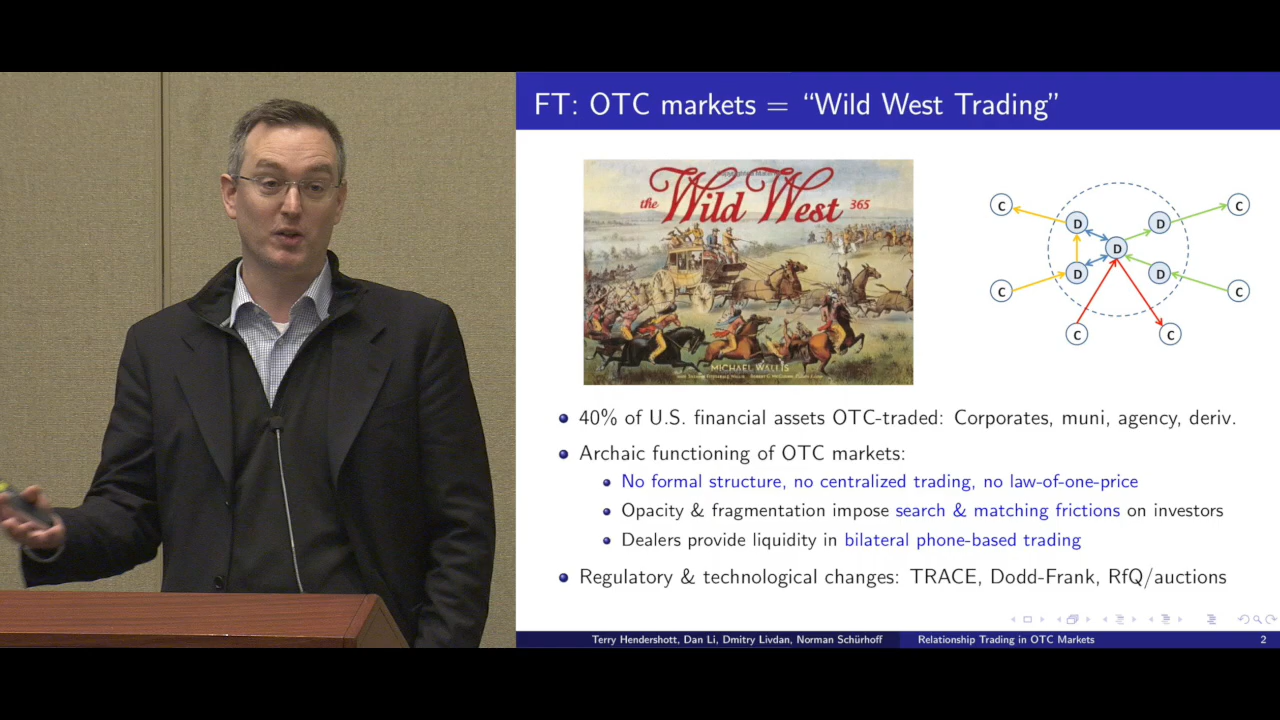 FT: OTC markets = “Wild West Trading”
the Wild West 365
MICHAEL WALLIS
C
C
D
D
D
D
D
C
C
C
C
40% of U.S. financial assets OTC-traded: Corporates, muni, agency, deriv.
Archaic functioning of OTC markets:
No formal structure, no centralized trading, no law-of-one-price
Opacity & fragmentation impose search & matching frictions on investors
Dealers provide liquidity in bilateral phone-based trading
Regulatory & technological changes: TRACE, Dodd-Frank, RfQ/auctions
Terry Hendershott, Dan Li, Dmitry Livdan, Norman Schürhoff
Relationship Trading in OTC Markets
2